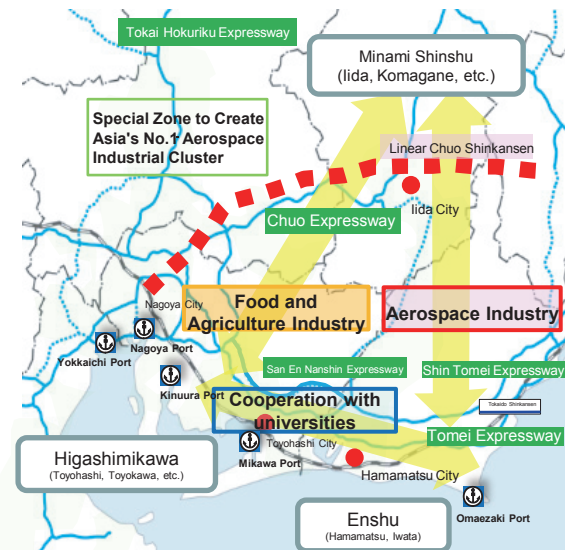 Tokai Hokuriku Expressway
Minami Shinshu
(Iida, Komagane, etc.)
Special Zone to Create
Asia's No.1 Aerospace
Industrial Cluster
Linear Chuo Shinkansen
Iida City
Chuo Expressway
Nagoya City
Food and
Agriculture Industry
Aerospace Industry
Nagoya Port
Yokkaichi Port
San En Nanshin Expressway
Shin Tomei Expressway
Kinuura Port
Cooperation with
universities
Tokaido Shinkansen
Toyohashi City
Tomei Expressway
Mikawa Port
Higashimikawa
(Toyohashi, Toyokawa, etc.)
Hamamatsu City
Enshu
(Hamamatsu, Iwata)
Omaezaki Port